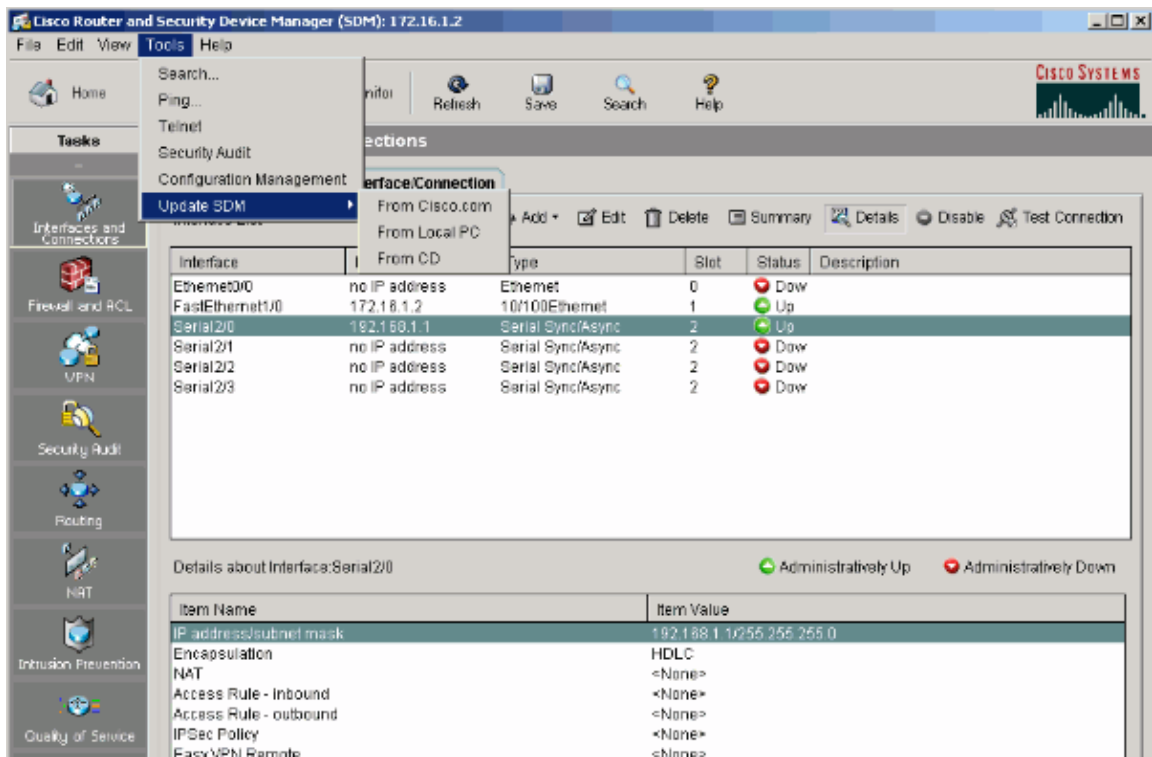 Cisco Router and Security Device Manager (SDM): 172.16.1.2
File Edit View Tools Help
Home
Refresh Save Search Help
CISCO SYSTEMS
Search...
Ping...
Telnet
Security Audit
Configuration Management
Update SDM
From Cisco.com
From Local PC
From CD
Tasks
Interfaces and Connections
Firewall and ACL
VPN
Security Audit
Routing
NAT
Intrusion Prevention
Quality of Service
Add Edit Delete Summary Details Disable Test Connection
Interface Type Slot Status Description
Ethernet0/0 no IP address Ethernet 0 Dow
FastEthernet1/0 172.16.1.2 10/100Ethernet 1 Up
Serial2/0 192.168.1.1 Serial Sync/Async 2 Up
Serial2/1 no IP address Serial Sync/Async 2 Dow
Serial2/2 no IP address Serial Sync/Async 2 Dow
Serial2/3 no IP address Serial Sync/Async 2 Dow
Details about Interface:Serial2/0 Administratively Up Administratively Down
Item Name Item Value
IP address/subnet mask 192.168.1.1/255.255.255.0
Encapsulation HDLC
NAT <None>
Access Rule - inbound <None>
Access Rule - outbound <None>
IPSec Policy <None>
Easy VPN Remote <None>